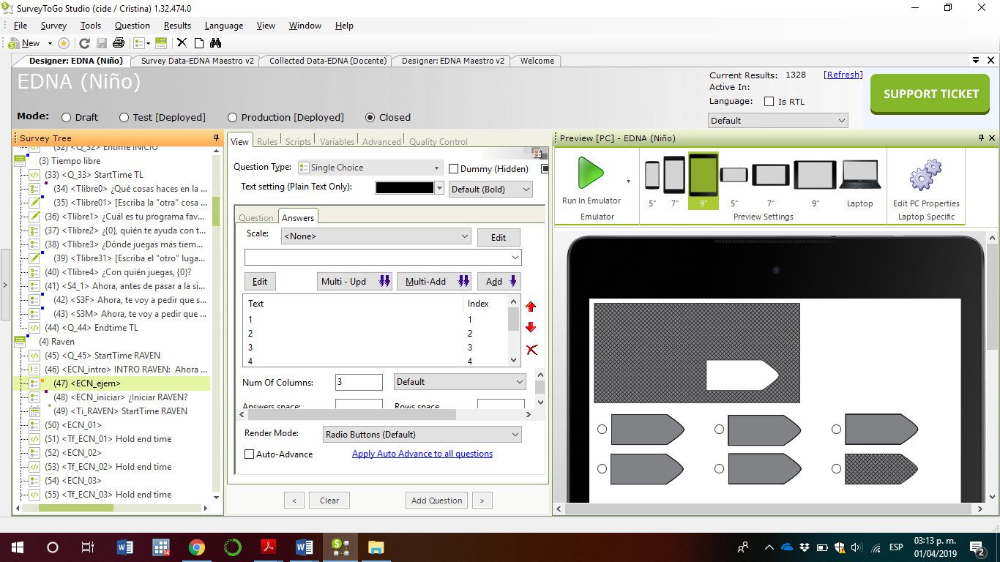 SurveyToGo Studio (cide / Cristina) 1.32.474.0
File Survey Tools Question Results Language View Window Help
New
Designer: EDNA (Niño) Survey Data-EDNA Maestro v2 Collected Data-EDNA (Docente) Designer: EDNA Maestro v2 Welcome
EDNA (Niño)
Current Results: 1328 [Refresh]
Active In:
Language: Is RTL
Default
SUPPORT TICKET
Mode: Draft Test [Deployed] Production [Deployed] Closed
Survey Tree
(32) <Q_32> Entime INICIO
(3) Tiempo libre
(33) <Q_33> StartTime TL
(34) <Tlibre0> ¿Qué cosas haces en la ...
(35) <Tlibre01> [Escriba la "otra" cosa ...
(36) <Tlibre1> ¿Cuál es tu programa fav...
(37) <Tlibre2> ¿{0}, quién te ayuda con t...
(38) <Tlibre3> ¿Dónde juegas más tiem...
(39) <Tlibre31> [Escriba el "otro" luga...
(40) <Tlibre4> ¿Con quién juegas, {0}?
(41) <S4_1> Ahora, antes de pasar a la si...
(42) <S3F> Ahora, te voy a pedir que s...
(43) <S3M> Ahora, te voy a pedir que ...
(44) <Q_44> Endtime TL
(4) Raven
(45) <Q_45> StartTime RAVEN
(46) <ECN_intro> INTRO RAVEN: Ahora ...
(47) <ECN_ejem>
(48) <ECN_iniciar> ¿Iniciar RAVEN?
(49) <Ti_RAVEN> StartTime RAVEN
(50) <ECN_01>
(51) <Tf_ECN_01> Hold end time
(52) <ECN_02>
(53) <Tf_ECN_02> Hold end time
(54) <ECN_03>
(55) <Tf_ECN_03> Hold end time
View Rules Scripts Variables Advanced Quality Control
Question Type: Single Choice Dummy (Hidden)
Text setting (Plain Text Only): Default (Bold)
Question Answers
Scale: <None> Edit
Edit Multi - Upd Multi-Add Add
Text Index
1 1
2 2
3 3
4 4
Num Of Columns: 3 Default
Answers space: Rows space
Render Mode: Radio Buttons (Default)
Auto-Advance Apply Auto Advance to all questions
< Clear Add Question >
Preview [PC] - EDNA (Niño)
Run In Emulator
Emulator
5" 7" 9" 5" 7" 9" Laptop
Preview Settings
Edit PC Properties
Laptop Specific
>
14
ESP
03:13 p. m.
01/04/2019
2